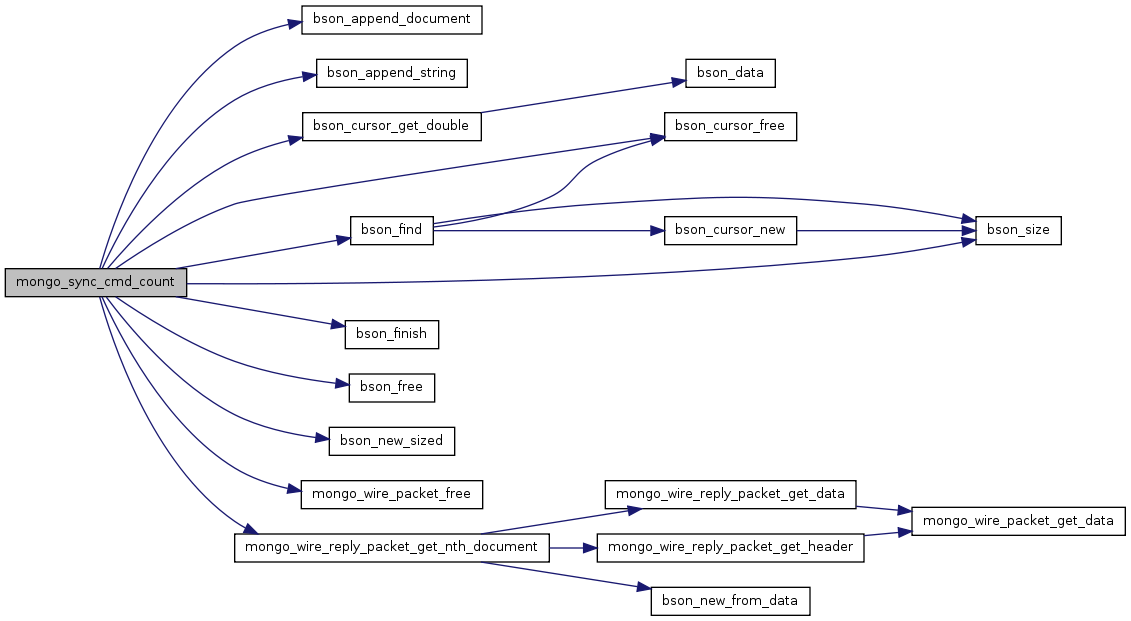 bson_append_document
bson_append_string
bson_data
bson_cursor_get_double
bson_cursor_free
bson_find
bson_cursor_new
bson_size
mongo_sync_cmd_count
bson_finish
bson_free
bson_new_sized
mongo_wire_packet_free
mongo_wire_reply_packet_get_data
mongo_wire_packet_get_data
mongo_wire_reply_packet_get_nth_document
mongo_wire_reply_packet_get_header
bson_new_from_data